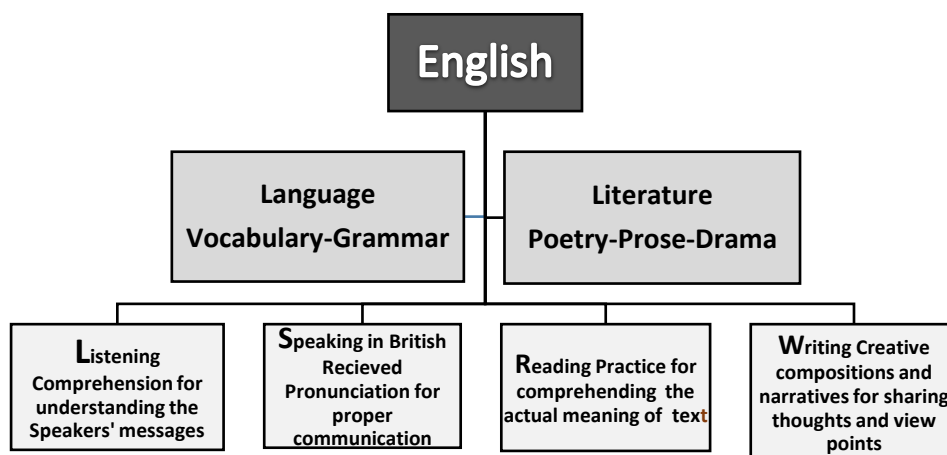 English
Language
Vocabulary-Grammar
Literature
Poetry-Prose-Drama
Listening
Comprehension for
understanding the
Speakers' messages
Speaking in British
Recieved
Pronunciation for
proper
communication
Reading Practice for
comprehending the
actual meaning of text
Writing Creative
compositions and
narratives for sharing
thoughts and view
points